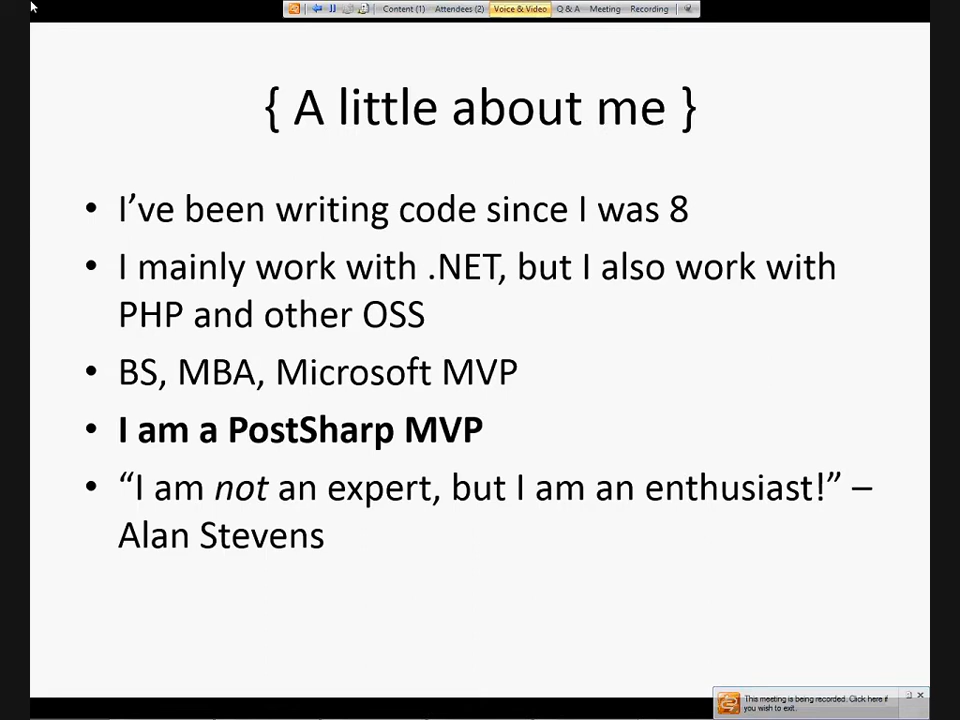 Content (1) Attendees (2) Voice & Video Q & A Meeting Recording
{ A little about me }
• I’ve been writing code since I was 8
• I mainly work with .NET, but I also work with
PHP and other OSS
• BS, MBA, Microsoft MVP
• I am a PostSharp MVP
• “I am not an expert, but I am an enthusiast!” –
Alan Stevens
This meeting is being recorded. Click here if
you wish to exit.